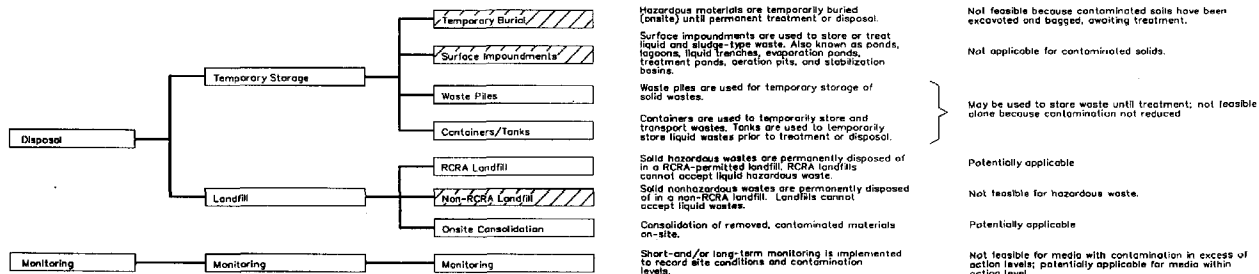 Temporary Burial
Hazardous materials are temporarily buried
(onsite) until permanent treatment or disposal.
Not feasible because contaminated soils have been
excavated and bagged, awaiting treatment.
Surface Impoundments
Surface impoundments are used to store or treat
liquid and sludge-type waste. Also known as ponds,
lagoons, liquid trenches, evaporation ponds,
treatment ponds, aeration pits, and stabilization
basins.
Not applicable for contaminated solids.
Temporary Storage
Waste Piles
Waste piles are used for temporary storage of
solid wastes.
May be used to store waste until treatment; not feasible
alone because contamination not reduced
Containers/Tanks
Containers are used to temporarily store and
transport wastes. Tanks are used to temporarily
store liquid wastes prior to treatment or disposal.
Disposal
RCRA Landfill
Solid hazardous wastes are permanently disposed of
in a RCRA-permitted landfill. RCRA landfills
cannot accept liquid hazardous waste.
Potentially applicable
Landfill
Non-RCRA Landfill
Solid nonhazardous wastes are permanently disposed
of in a non-RCRA landfill. Landfills cannot
accept liquid wastes.
Not feasible for hazardous waste.
Onsite Consolidation
Consolidation of removed, contaminated materials
on-site.
Potentially applicable
Monitoring
Monitoring
Monitoring
Short-and/or long-term monitoring is implemented
to record site conditions and contamination
levels.
Not feasible for media with contamination in excess of
action levels; potentially applicable for media within
action level